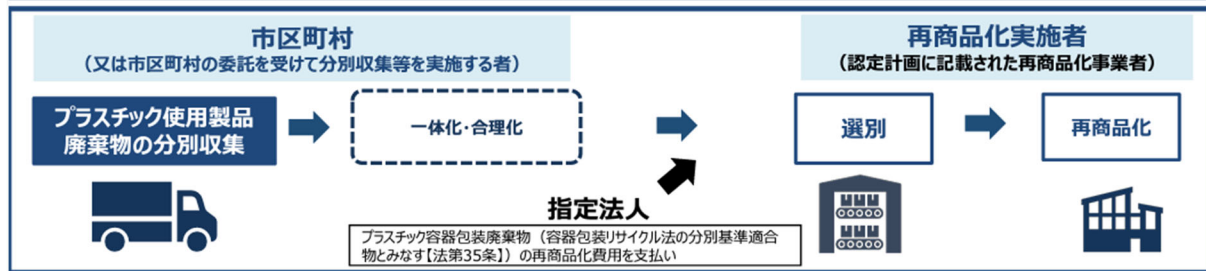 市区町村
（又は市区町村の委託を受けて分別収集等を実施する者）
再商品化実施者
（認定計画に記載された再商品化事業者）
プラスチック使用製品
廃棄物の分別収集
一体化・合理化
選別
再商品化
指定法人
プラスチック容器包装廃棄物（容器包装リサイクル法の分別基準適合
物とみなす【法第35条】）の再商品化費用を支払い